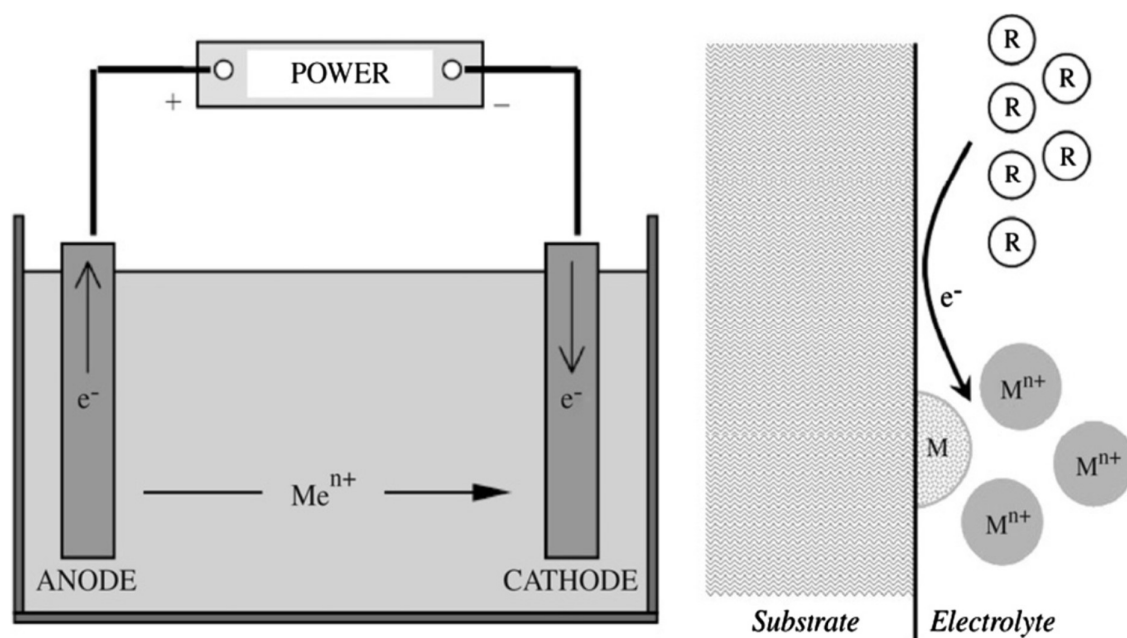 POWER
+ −
e⁻ e⁻
Meⁿ⁺
ANODE CATHODE
R
R
R
R
R
R
e⁻
Mⁿ⁺
M
Mⁿ⁺
Mⁿ⁺
Substrate Electrolyte